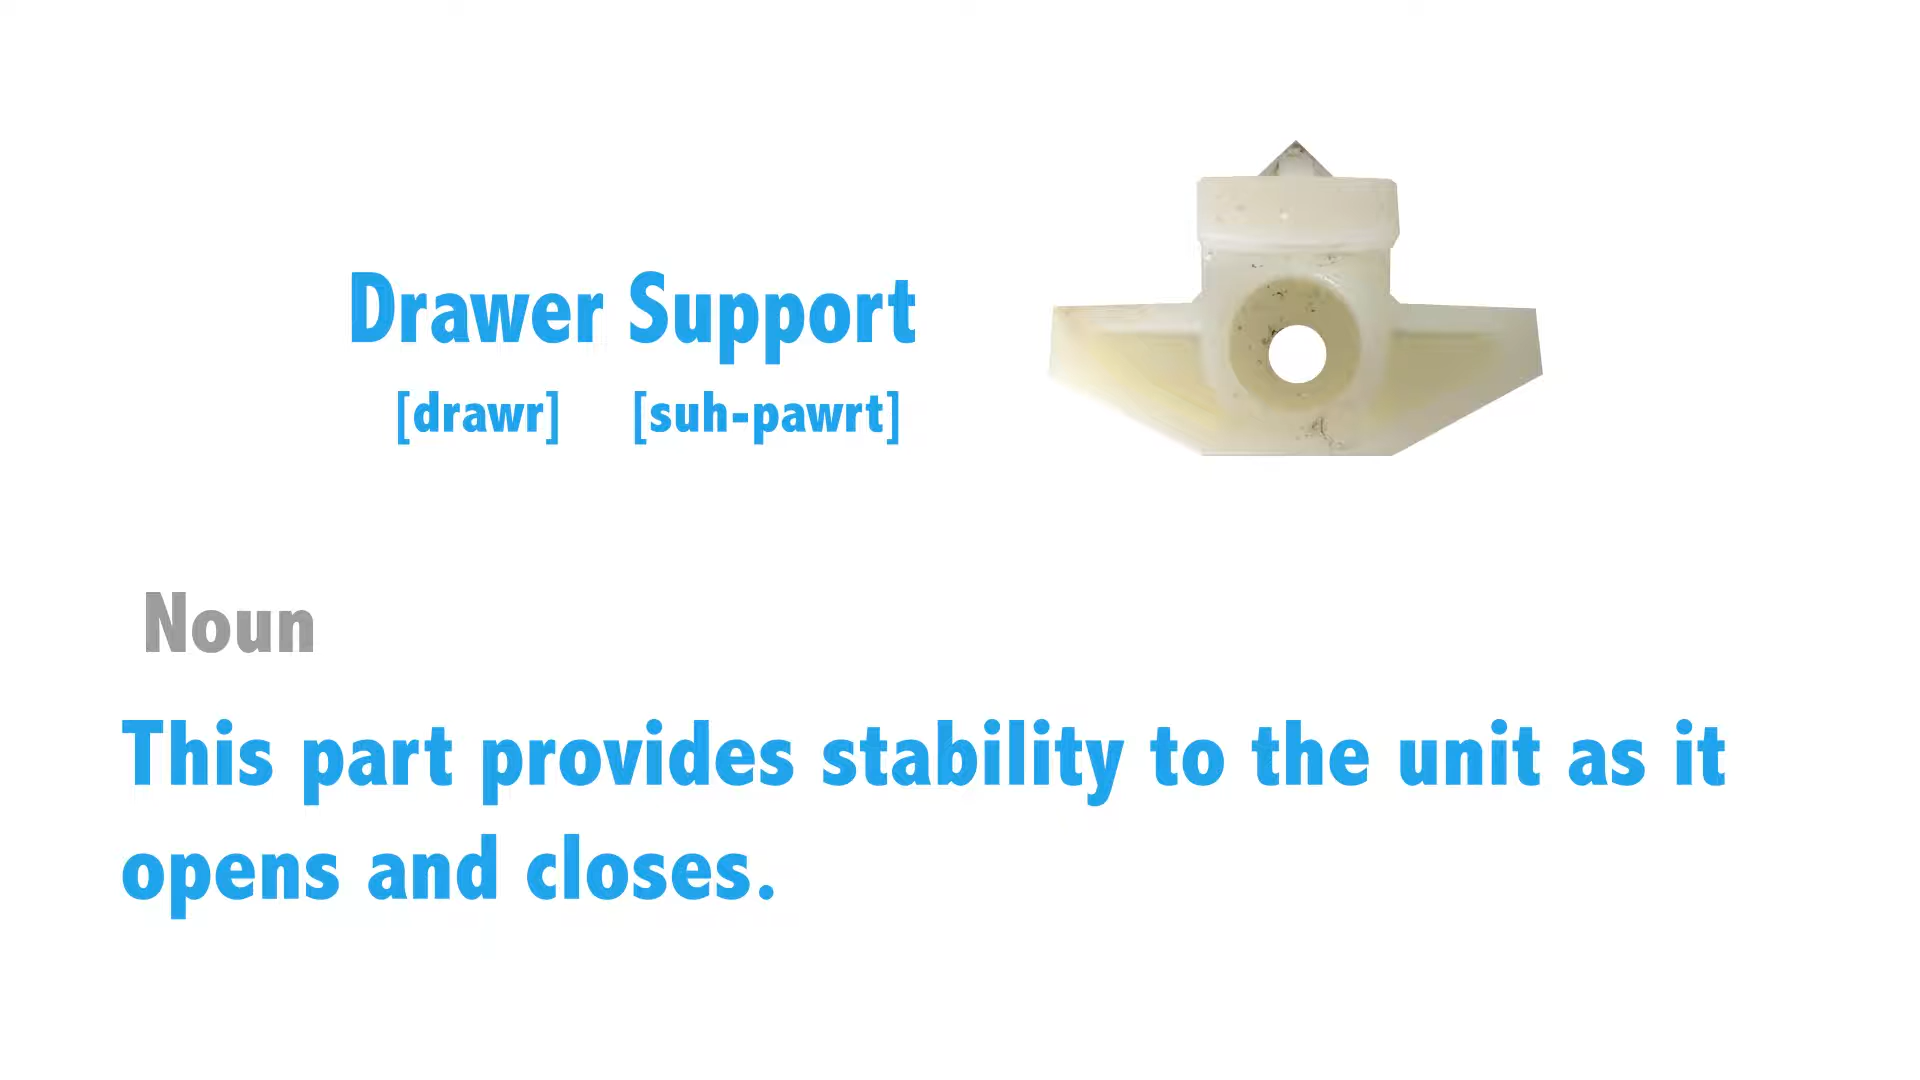 Drawer Support
[drawr] [suh-pawrt]
Noun
This part provides stability to the unit as it
opens and closes.